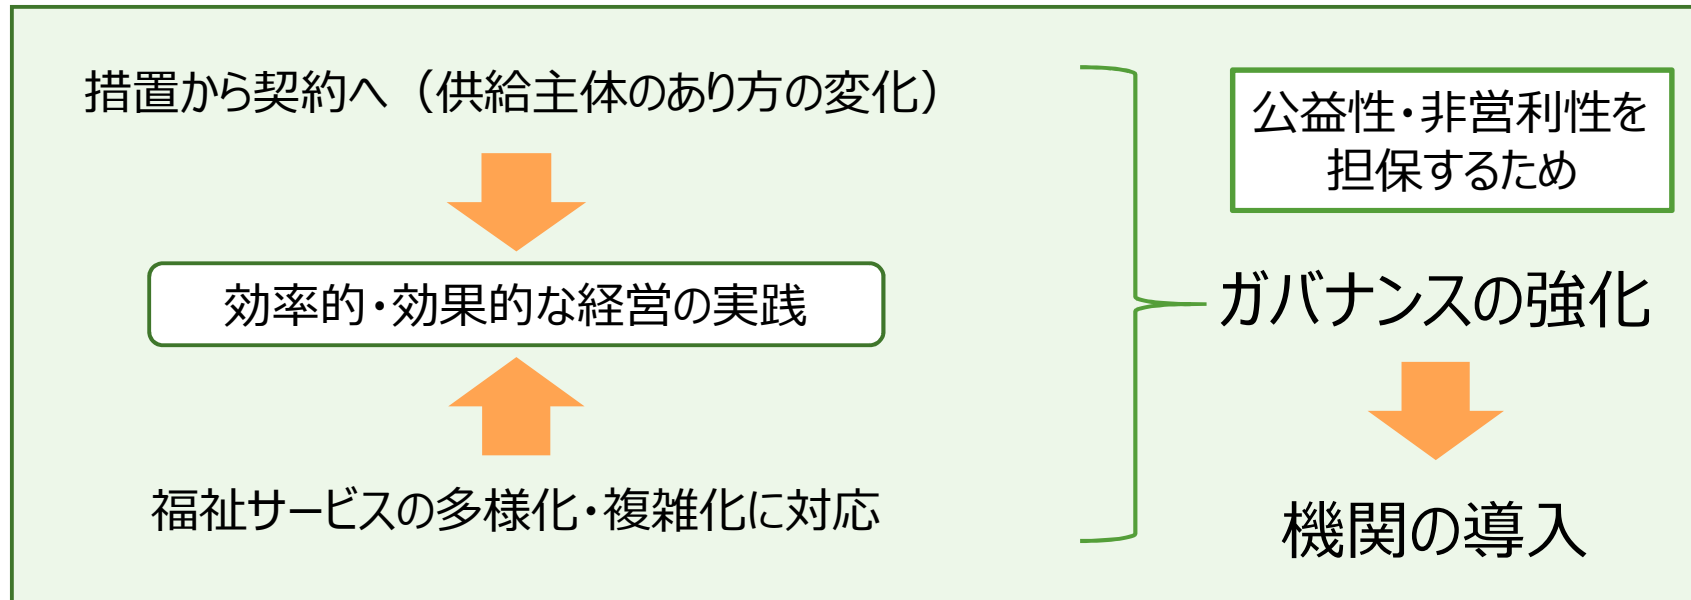 措置から契約へ（供給主体のあり方の変化）
効率的・効果的な経営の実践
福祉サービスの多様化・複雑化に対応
公益性・非営利性を
担保するため
ガバナンスの強化
機関の導入